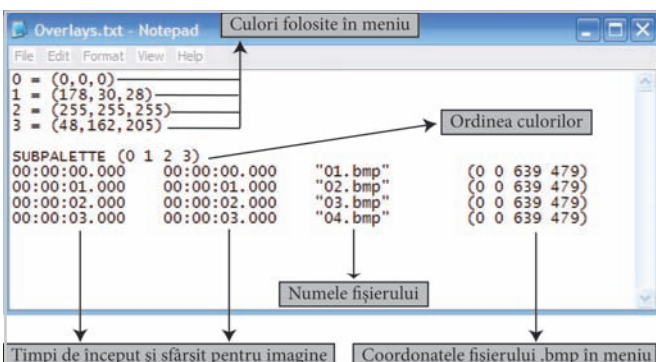 Overlays.txt - Notepad
Culori folosite în meniu
File Edit Format View Help
0 = (0,0,0)
1 = (178,30,28)
2 = (255,255,255)
3 = (48,162,205)
Ordinea culorilor
SUBPALETTE (0 1 2 3)
00:00:00.000 00:00:00.000 "01.bmp" (0 0 639 479)
00:00:01.000 00:00:01.000 "02.bmp" (0 0 639 479)
00:00:02.000 00:00:02.000 "03.bmp" (0 0 639 479)
00:00:03.000 00:00:03.000 "04.bmp" (0 0 639 479)
Numele fişierului
Timpi de început şi sfârşit pentru imagine
Coordonatele fişierului .bmp în meniu